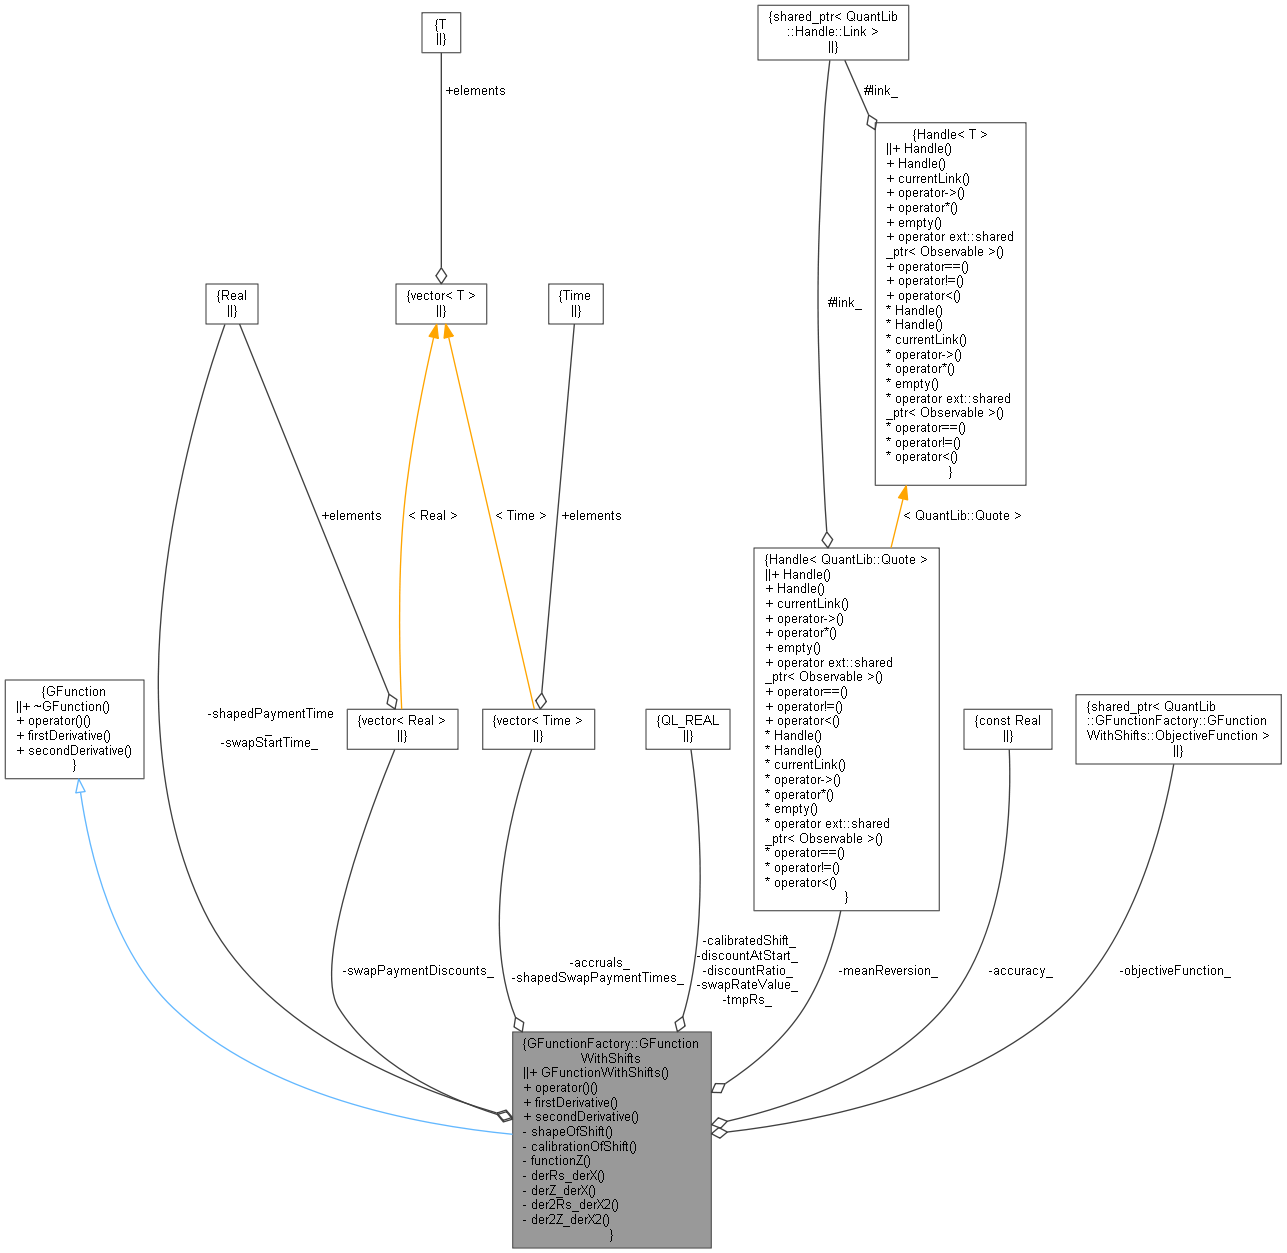 {T
||}
+elements
{shared_ptr< QuantLib
::Handle::Link >
||}
#link_
{Handle< T >
||+ Handle()
+ Handle()
+ currentLink()
+ operator->()
+ operator*()
+ empty()
+ operator ext::shared
_ptr< Observable >()
+ operator==()
+ operator!=()
+ operator<()
* Handle()
* Handle()
* currentLink()
* operator->()
* operator*()
* empty()
* operator ext::shared
_ptr< Observable >()
* operator==()
* operator!=()
* operator<()
}
{Real
||}
{vector< T >
||}
{Time
||}
#link_
+elements
< Real >
< Time >
+elements
< QuantLib::Quote >
{Handle< QuantLib::Quote >
||+ Handle()
+ Handle()
+ currentLink()
+ operator->()
+ operator*()
+ empty()
+ operator ext::shared
_ptr< Observable >()
+ operator==()
+ operator!=()
+ operator<()
* Handle()
* Handle()
* currentLink()
* operator->()
* operator*()
* empty()
* operator ext::shared
_ptr< Observable >()
* operator==()
* operator!=()
* operator<()
}
{GFunction
||+ ~GFunction()
+ operator()()
+ firstDerivative()
+ secondDerivative()
}
-shapedPaymentTime
_
-swapStartTime_
{vector< Real >
||}
{vector< Time >
||}
{QL_REAL
||}
{const Real
||}
{shared_ptr< QuantLib
::GFunctionFactory::GFunction
WithShifts::ObjectiveFunction >
||}
-swapPaymentDiscounts_
-accruals_
-shapedSwapPaymentTimes_
-calibratedShift_
-discountAtStart_
-discountRatio_
-swapRateValue_
-tmpRs_
-meanReversion_
-accuracy_
-objectiveFunction_
{GFunctionFactory::GFunction
WithShifts
||+ GFunctionWithShifts()
+ operator()()
+ firstDerivative()
+ secondDerivative()
- shapeOfShift()
- calibrationOfShift()
- functionZ()
- derRs_derX()
- derZ_derX()
- der2Rs_derX2()
- der2Z_derX2()
}